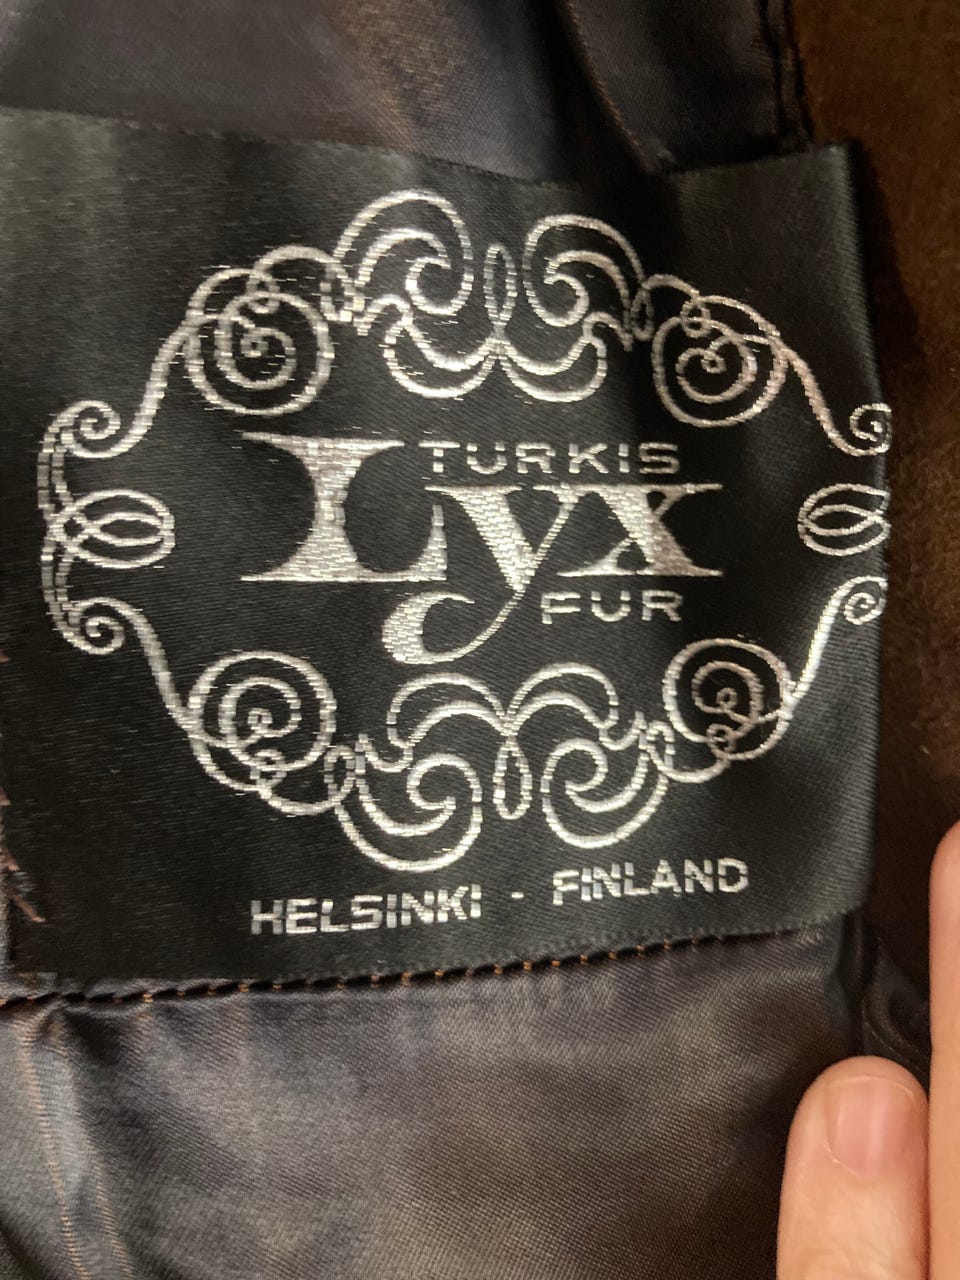 TURKIS
Lyx
FUR
HELSINKI - FINLAND